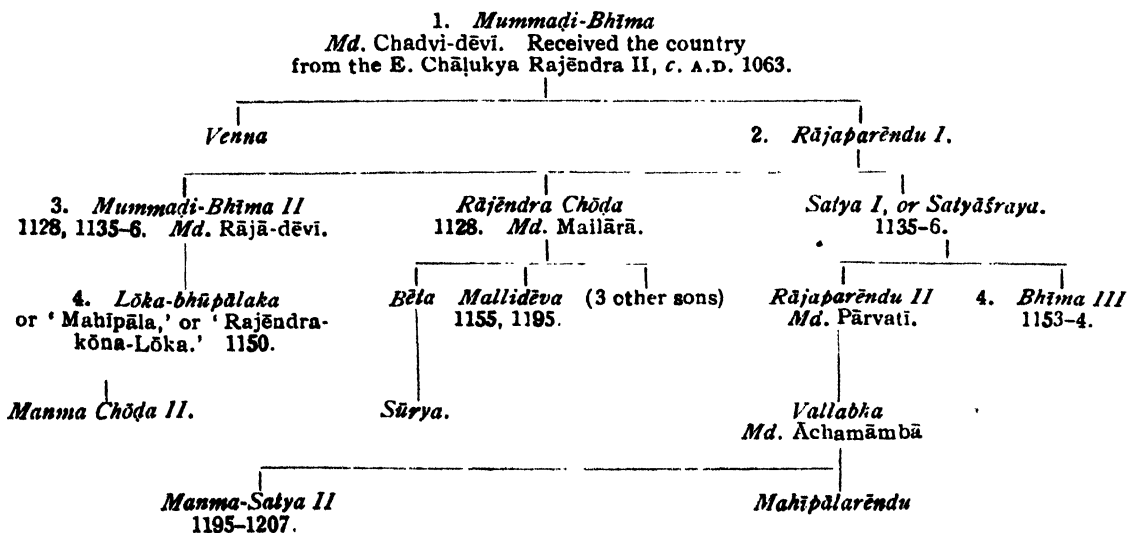 1. Mummaḍi-Bhīma
Md. Chadvi-dēvī. Received the country
from the E. Chāḷukya Rajēndra II, c. A.D. 1063.
Venna
2. Rājaparēndu I.
3. Mummaḍi-Bhīma II
1128, 1135–6. Md. Rājā-dēvī.
Rājēndra Chōḍa
1128. Md. Mailārā.
Satya I, or Satyāśraya.
1135–6.
4. Lōka-bhūpālaka
or ‘Mahīpāla,’ or ‘Rajēndra-
kōna-Lōka.’ 1150.
Bēta
Mallidēva
1155, 1195.
(3 other sons)
Rājaparēndu II
Md. Pārvatī.
4. Bhīma III
1153–4.
Manma Chōḍa II.
Sūrya.
Vallabka
Md. Achamāmbā
Manma-Satya II
1195–1207.
Mahīpālarēndu